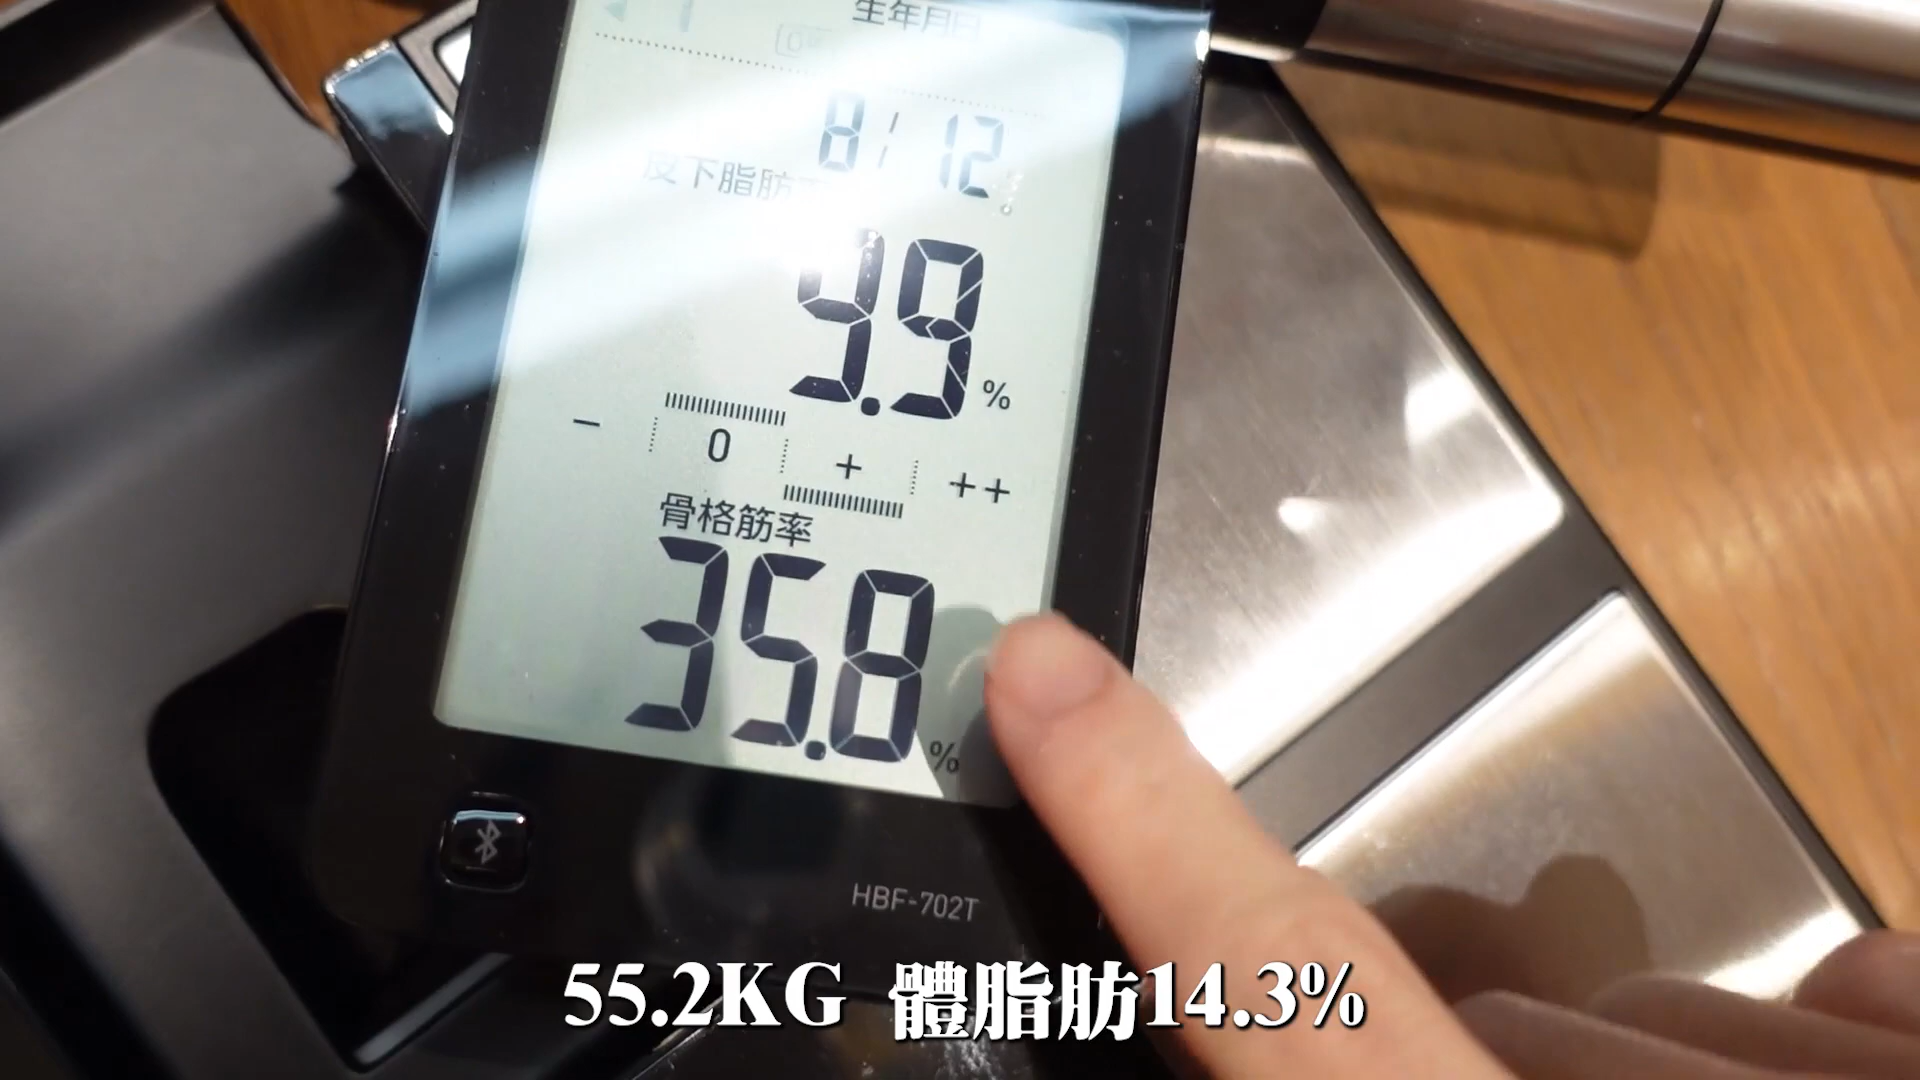 生年月日
8/12
皮下脂肪率
9.9%
- 0 + ++
骨格筋率
35.8%
HBF-702T
55.2KG 體脂肪14.3%